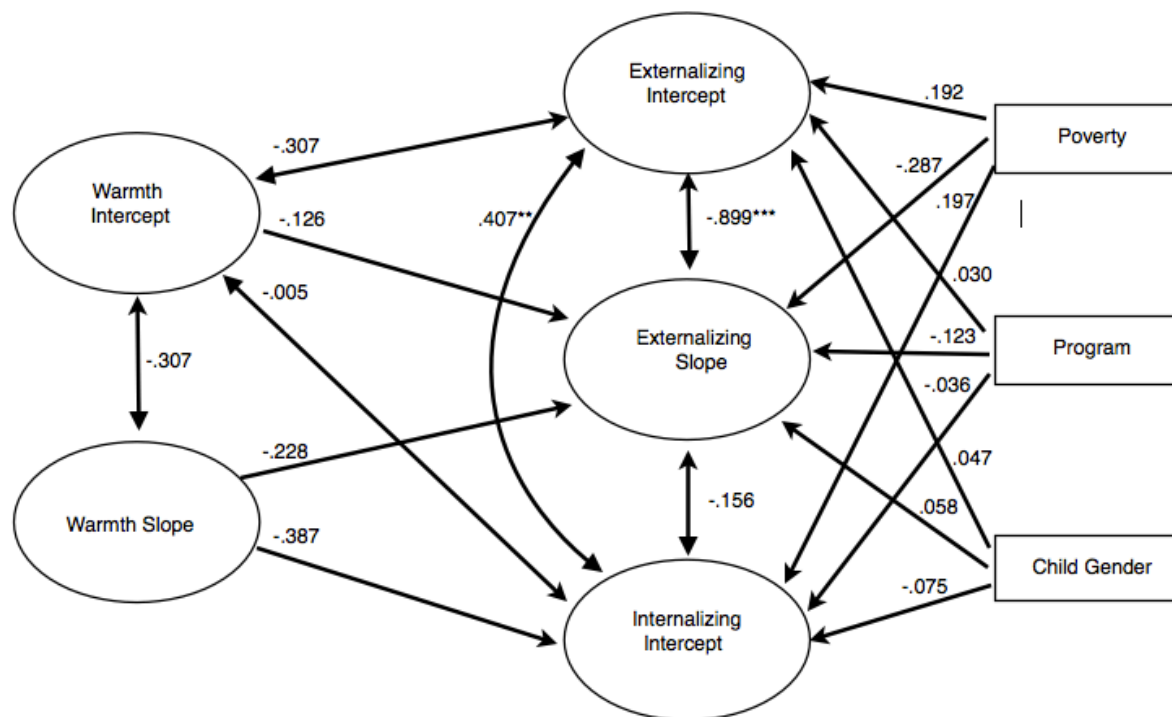 Externalizing
Intercept
.192
Poverty
-.307
-.287
Warmth
Intercept
.197
-.126
.407**
-.899***
.030
-.005
Externalizing
Slope
-.123
Program
-.307
-.036
-.228
.047
-.156
.058
Warmth Slope
-.387
Child Gender
-.075
Internalizing
Intercept